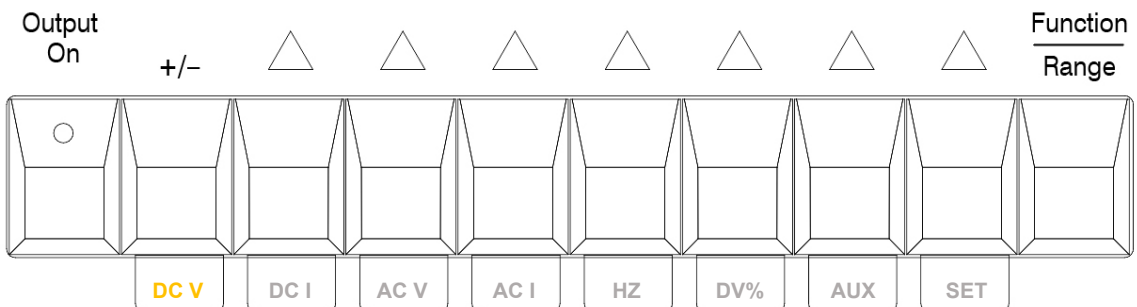 Output
On
+/−
Function
Range
DC V
DC I
AC V
AC I
HZ
DV%
AUX
SET